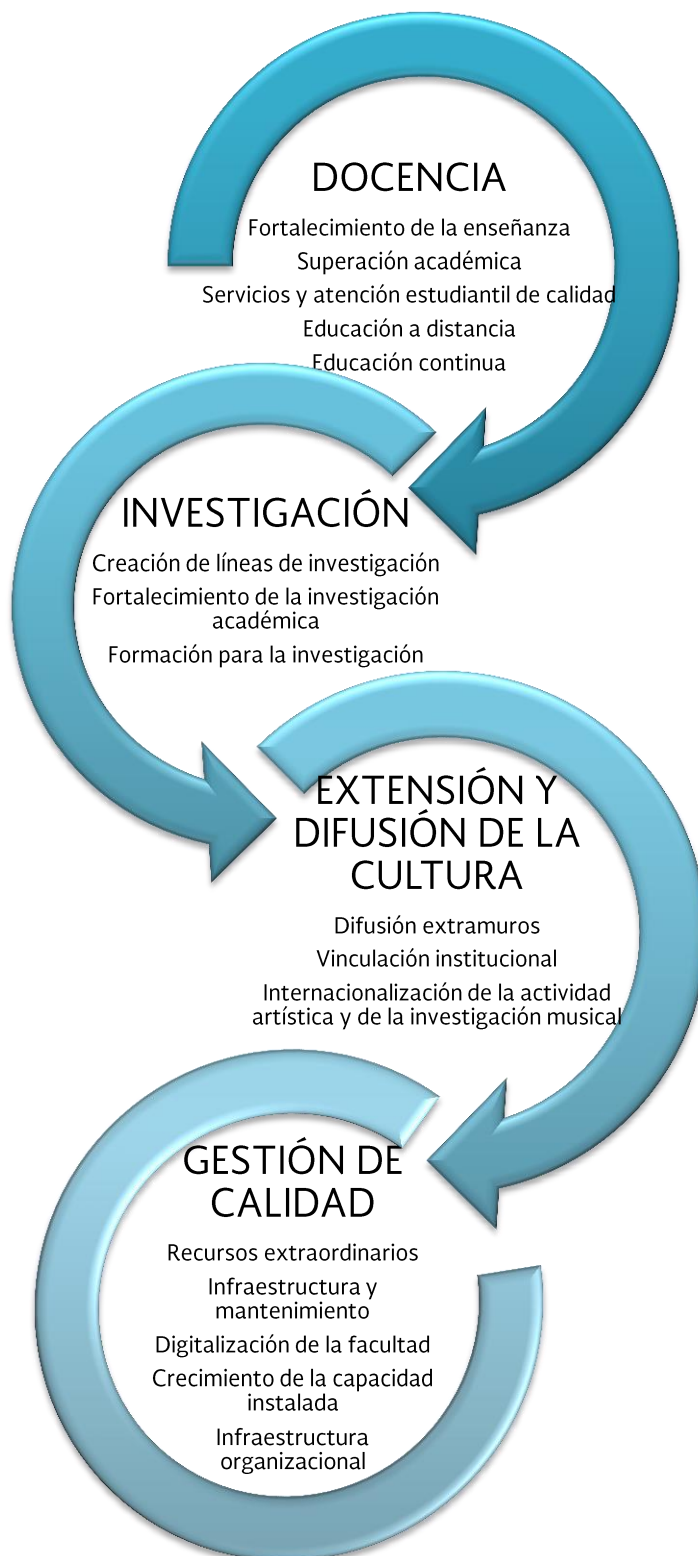 DOCENCIA
Fortalecimiento de la enseñanza
Superación académica
Servicios y atención estudiantil de calidad
Educación a distancia
Educación continua
INVESTIGACIÓN
Creación de líneas de investigación
Fortalecimiento de la investigación
académica
Formación para la investigación
EXTENSIÓN Y
DIFUSIÓN DE LA
CULTURA
Difusión extramuros
Vinculación institucional
Internacionalización de la actividad
artística y de la investigación musical
GESTIÓN DE
CALIDAD
Recursos extraordinarios
Infraestructura y
mantenimiento
Digitalización de la facultad
Crecimiento de la capacidad
instalada
Infraestructura
organizacional